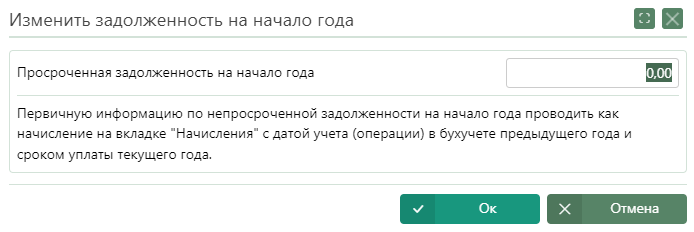 Изменить задолженность на начало года
Просроченная задолженность на начало года
0,00
Первичную информацию по непросроченной задолженности на начало года проводить как
начисление на вкладке "Начисления" с датой учета (операции) в бухучете предыдущего года и
сроком уплаты текущего года.
Ок
Отмена